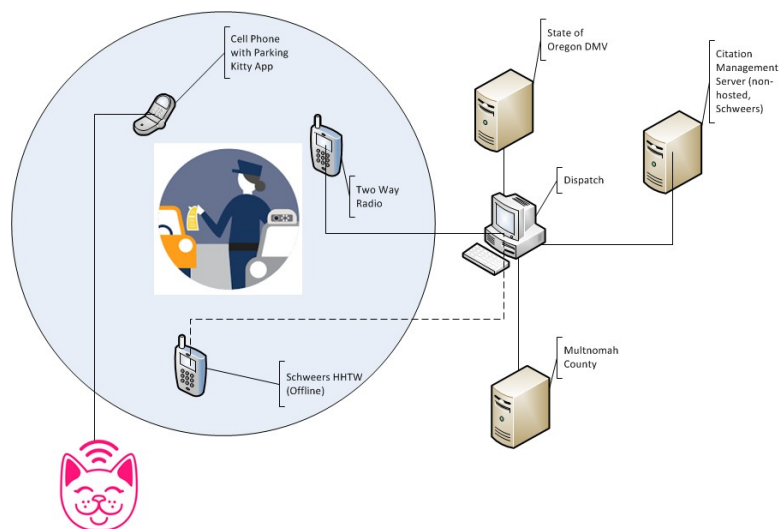 Cell Phone
with Parking
Kitty App
State of
Oregon DMV
Citation
Management
Server (non-
hosted,
Schweers)
Two Way
Radio
Dispatch
Schweers HHTW
(Offline)
Multnomah
County